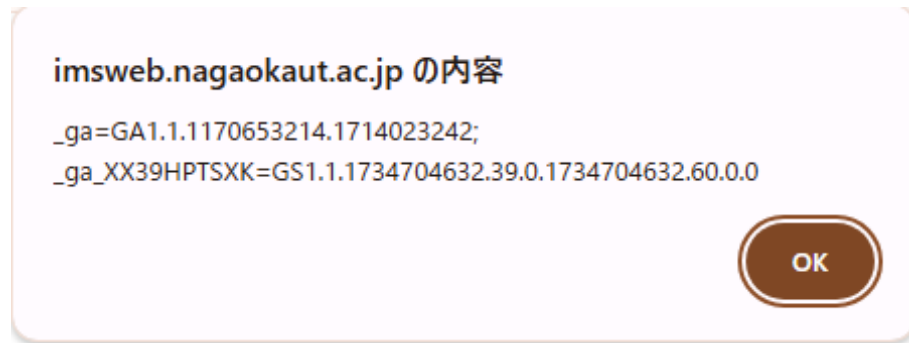 imsweb.nagaokaut.ac.jp の内容
_ga=GA1.1.1170653214.1714023242;
_ga_XX39HPTSXK=GS1.1.1734704632.39.0.1734704632.60.0.0
OK